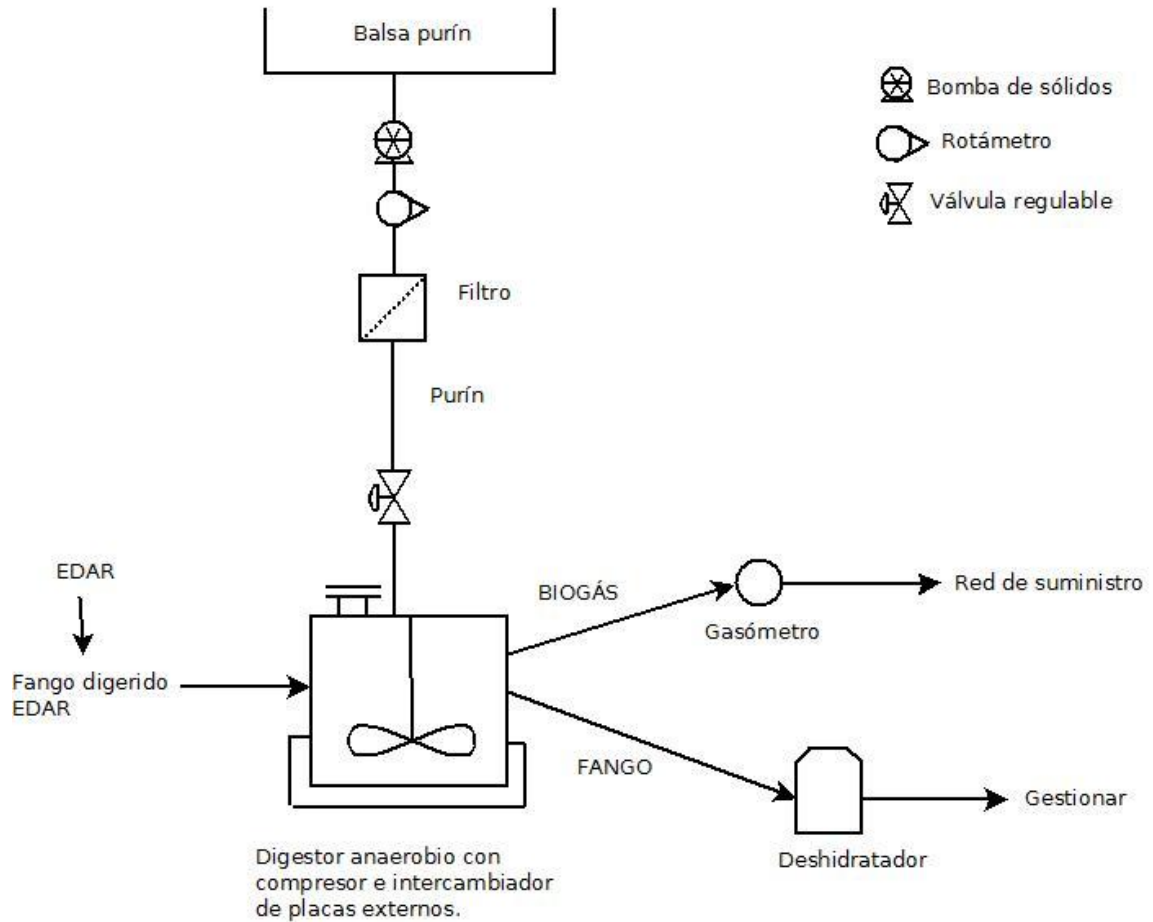 Balsa purín
Bomba de sólidos
Rotámetro
Válvula regulable
Filtro
Purín
EDAR
Fango digerido
EDAR
BIOGÁS
Gasómetro
Red de suministro
FANGO
Deshidratador
Gestionar
Digestor anaerobio con
compresor e intercambiador
de placas externos.